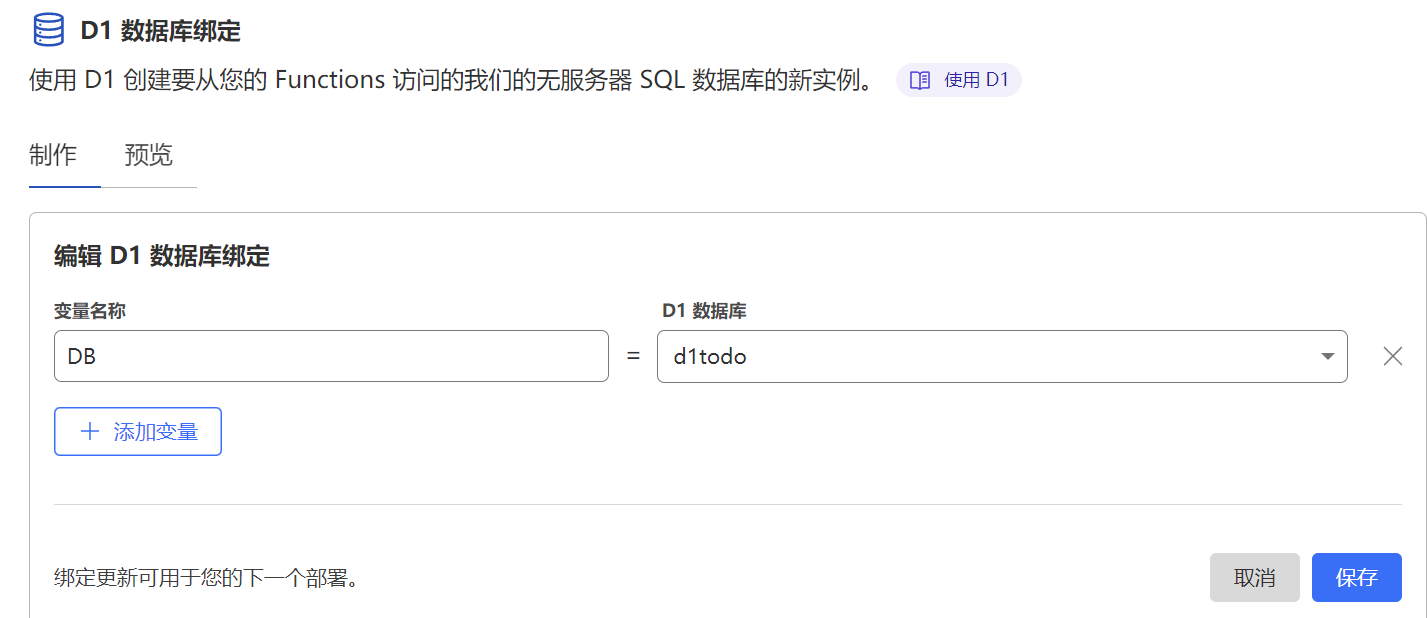 D1 数据库绑定
使用 D1 创建要从您的 Functions 访问的我们的无服务器 SQL 数据库的新实例。 使用 D1
制作 预览
编辑 D1 数据库绑定
变量名称 D1 数据库
DB = d1todo
+ 添加变量
绑定更新可用于您的下一个部署。 取消 保存